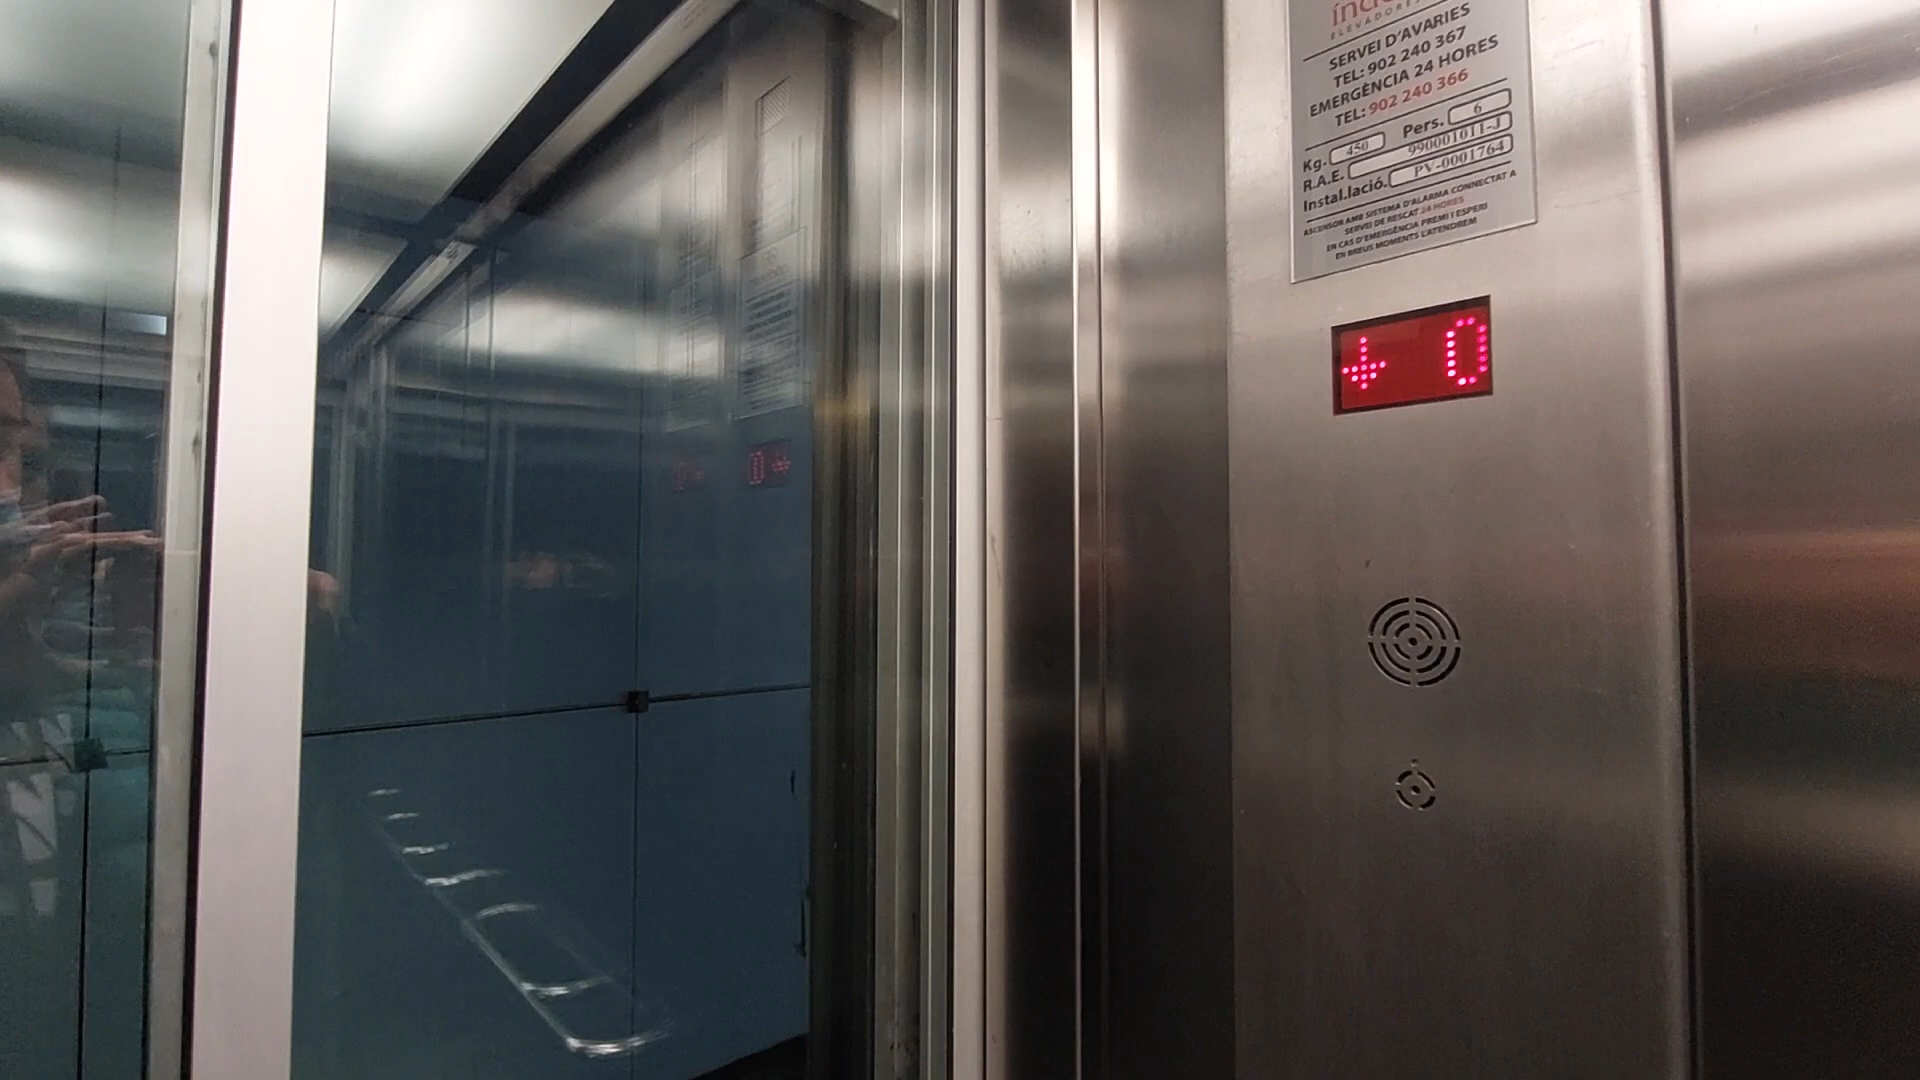 ELEVADORES
SERVEI D'AVARIES
TEL: 902 240 367
EMERGÈNCIA 24 HORES
TEL: 902 240 366
Kg. 450 Pers. 6
R.A.E. 990001011-J
Instal.lació. PV-0001764
ASCENSOR AMB SISTEMA D'ALARMA CONNECTAT A
SERVEI DE RESCAT 24 HORES
EN CAS D'EMERGÈNCIA PREMI I ESPERI
EN BREUS MOMENTS L'ATENDREM
0